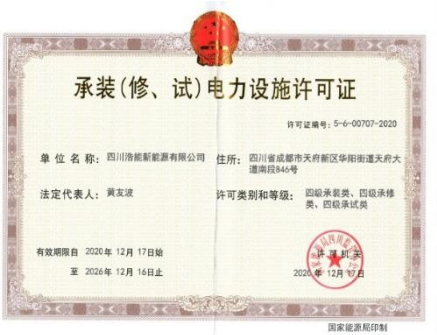 承装(修、试)电力设施许可证
许可证编号：5-6-00707-2020
单位名称：四川浩能新能源有限公司
住所：四川省成都市天府新区华阳街道天府大
道南段846号
法定代表人：黄友波
许可类别和等级：四级承装类、四级承修
类、四级承试类
有效期限自 2020年12月17日始
至 2026年12月16日止
许可机关
2020年12月17日
国家能源局印制